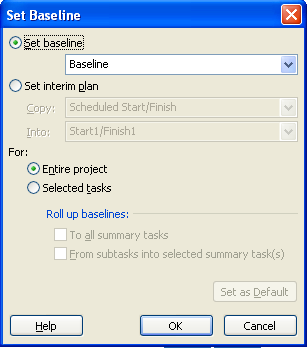 Set Baseline
Set baseline
Baseline
Set interim plan
Copy: Scheduled Start/Finish
Into: Start1/Finish1
For:
Entire project
Selected tasks
Roll up baselines:
To all summary tasks
From subtasks into selected summary task(s)
Set as Default
Help OK Cancel